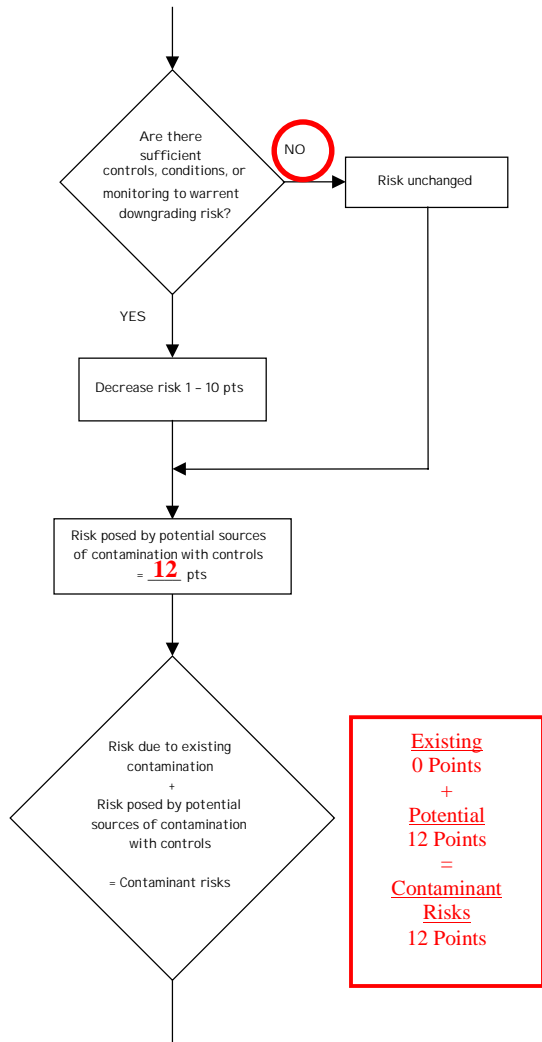 Are there
sufficient
controls, conditions, or
monitoring to warrent
downgrading risk?
NO
Risk unchanged
YES
Decrease risk 1 – 10 pts
Risk posed by potential sources
of contamination with controls
= 12 pts
Risk due to existing
contamination
+
Risk posed by potential
sources of contamination
with controls
= Contaminant risks
Existing
0 Points
+
Potential
12 Points
=
Contaminant
Risks
12 Points